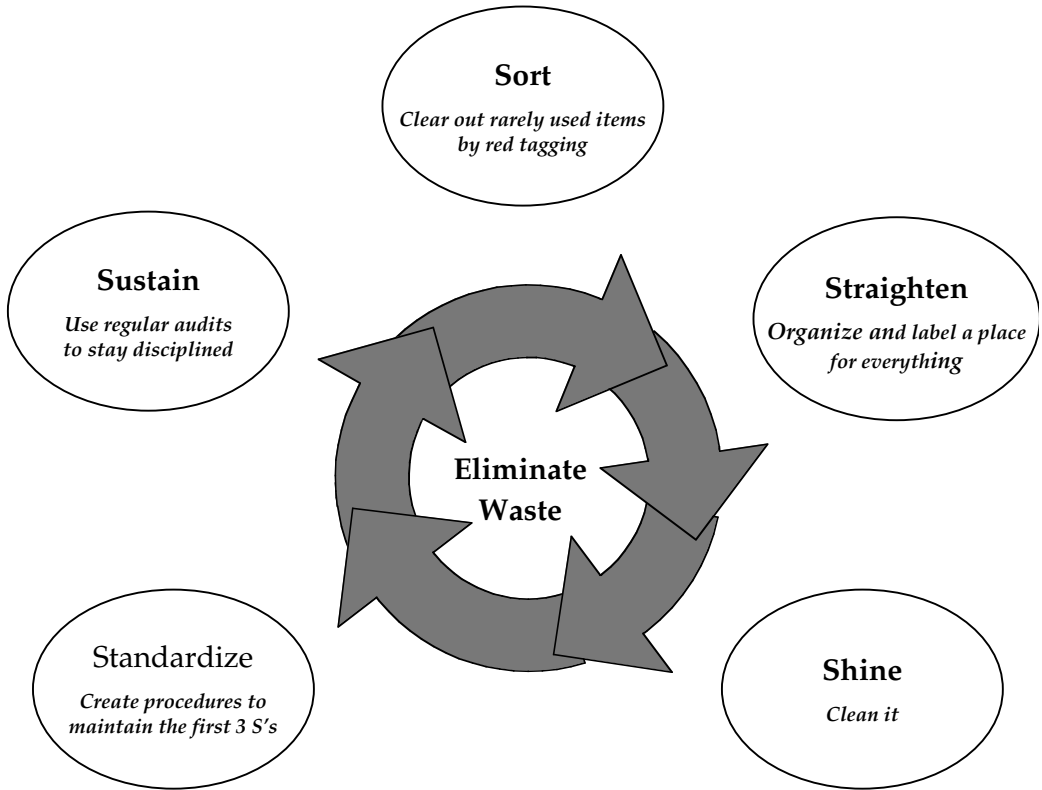 Sort
Clear out rarely used items
by red tagging
Straighten
Organize and label a place
for everything
Shine
Clean it
Standardize
Create procedures to
maintain the first 3 S's
Sustain
Use regular audits
to stay disciplined
Eliminate
Waste